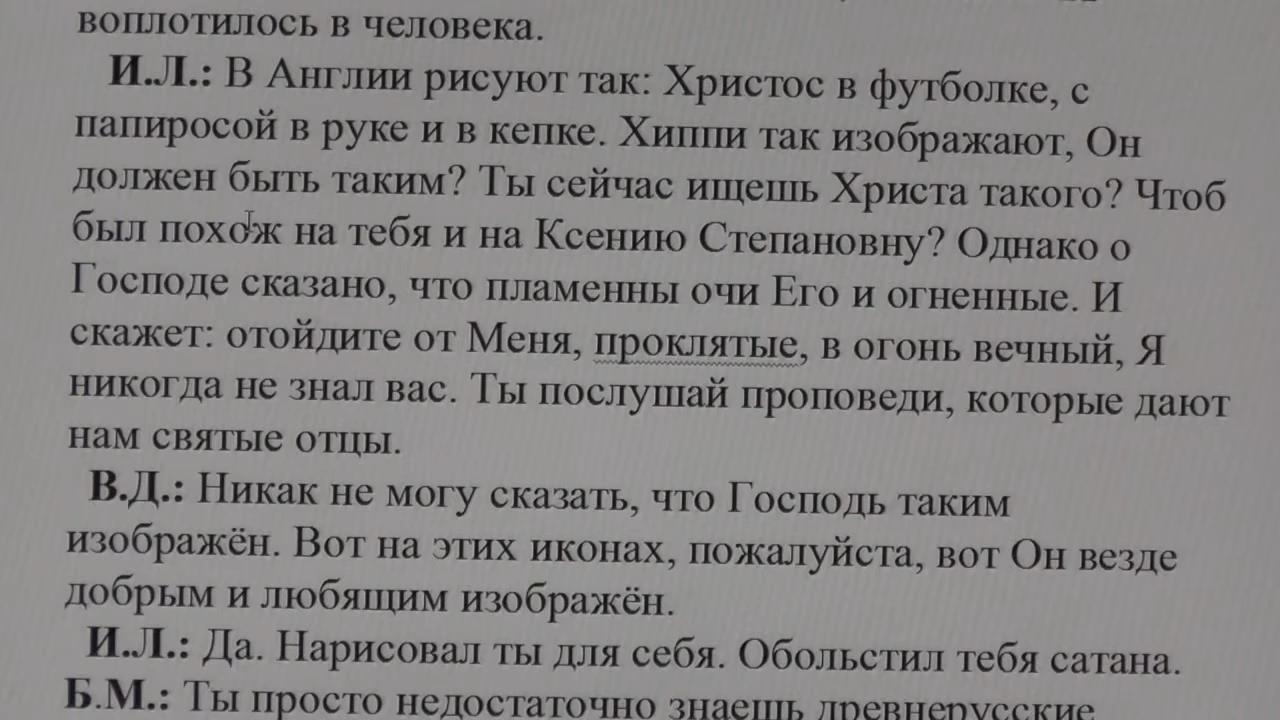 воплотилось в человека.
И.Л.: В Англии рисуют так: Христос в футболке, с
папиросой в руке и в кепке. Хиппи так изображают, Он
должен быть таким? Ты сейчас ищешь Христа такого? Чтоб
был похож на тебя и на Ксению Степановну? Однако о
Господе сказано, что пламенны очи Его и огненные. И
скажет: отойдите от Меня, проклятые, в огонь вечный, Я
никогда не знал вас. Ты послушай проповеди, которые дают
нам святые отцы.
В.Д.: Никак не могу сказать, что Господь таким
изображён. Вот на этих иконах, пожалуйста, вот Он везде
добрым и любящим изображён.
И.Л.: Да. Нарисовал ты для себя. Обольстил тебя сатана.
Б.М.: Ты просто недостаточно знаешь древнерусские